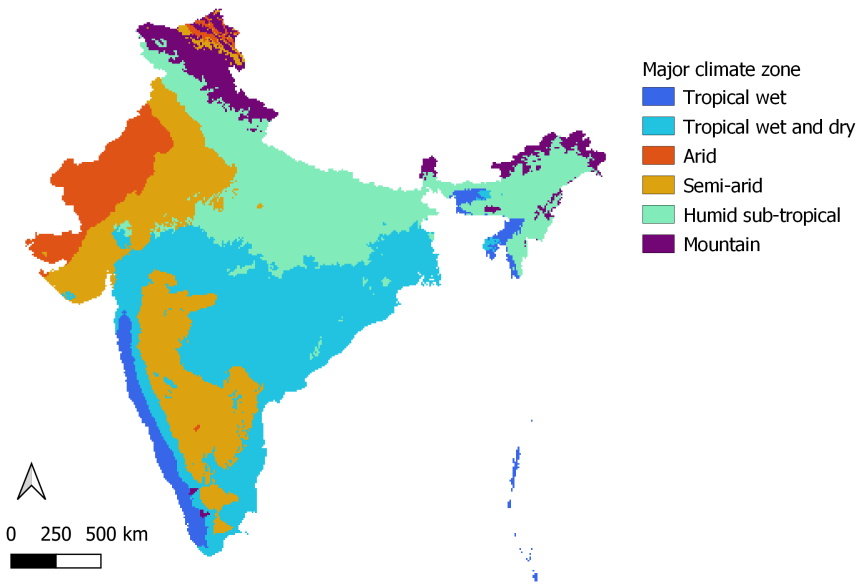 Major climate zone
Tropical wet
Tropical wet and dry
Arid
Semi-arid
Humid sub-tropical
Mountain
0 250 500 km